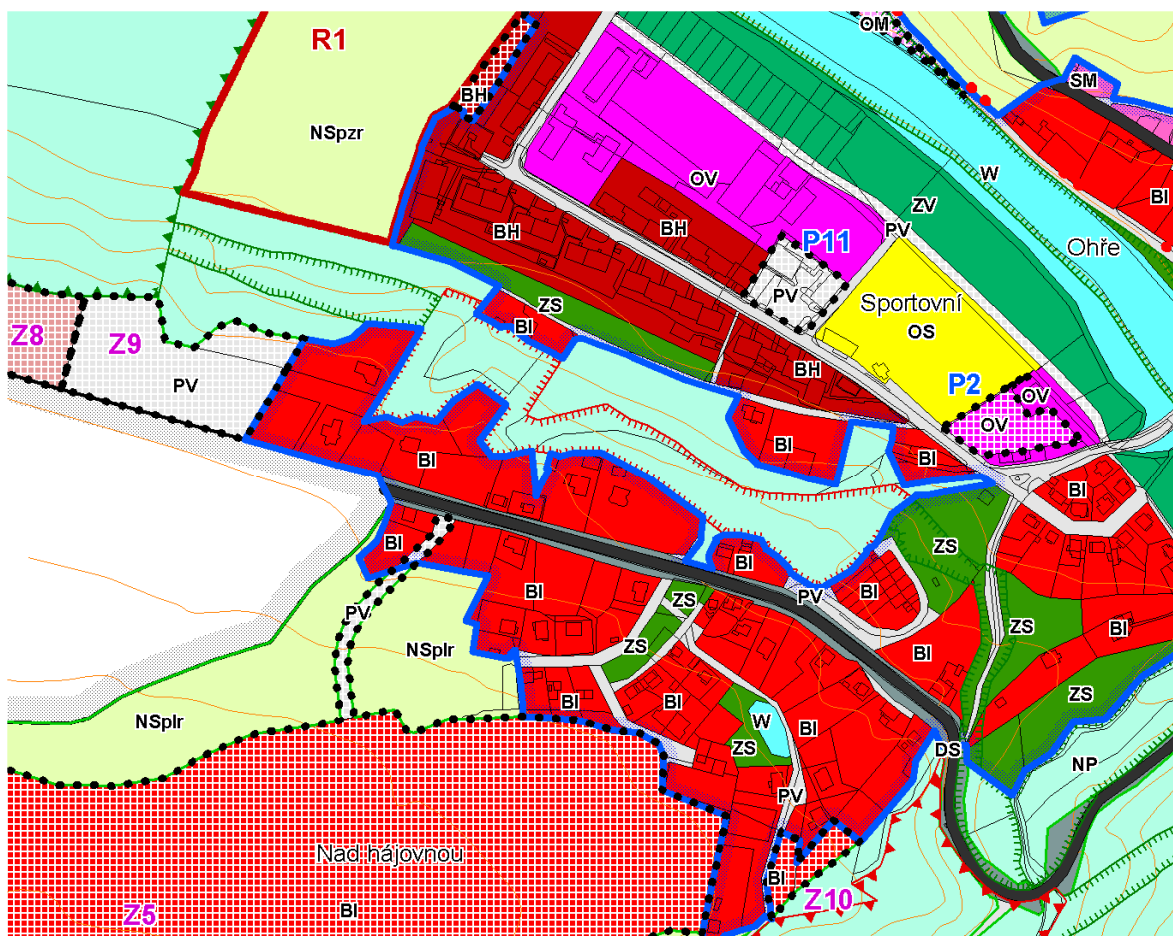 R1
OM
SM
BH
NSpzr
OV
W
BI
ZV
BH
BH
P11
PV
Ohře
PV
ZS
Sportovní
OS
BI
Z8
Z9
PV
BH
P2
OV
OV
BI
BI
BI
BI
ZS
BI
BI
BI
PV
BI
PV
ZS
ZS
BI
ZS
BI
NSplr
BI
BI
W
BI
ZS
NSplr
ZS
DS
NP
PV
Nad hájovnou
BI
Z10
Z5
BI